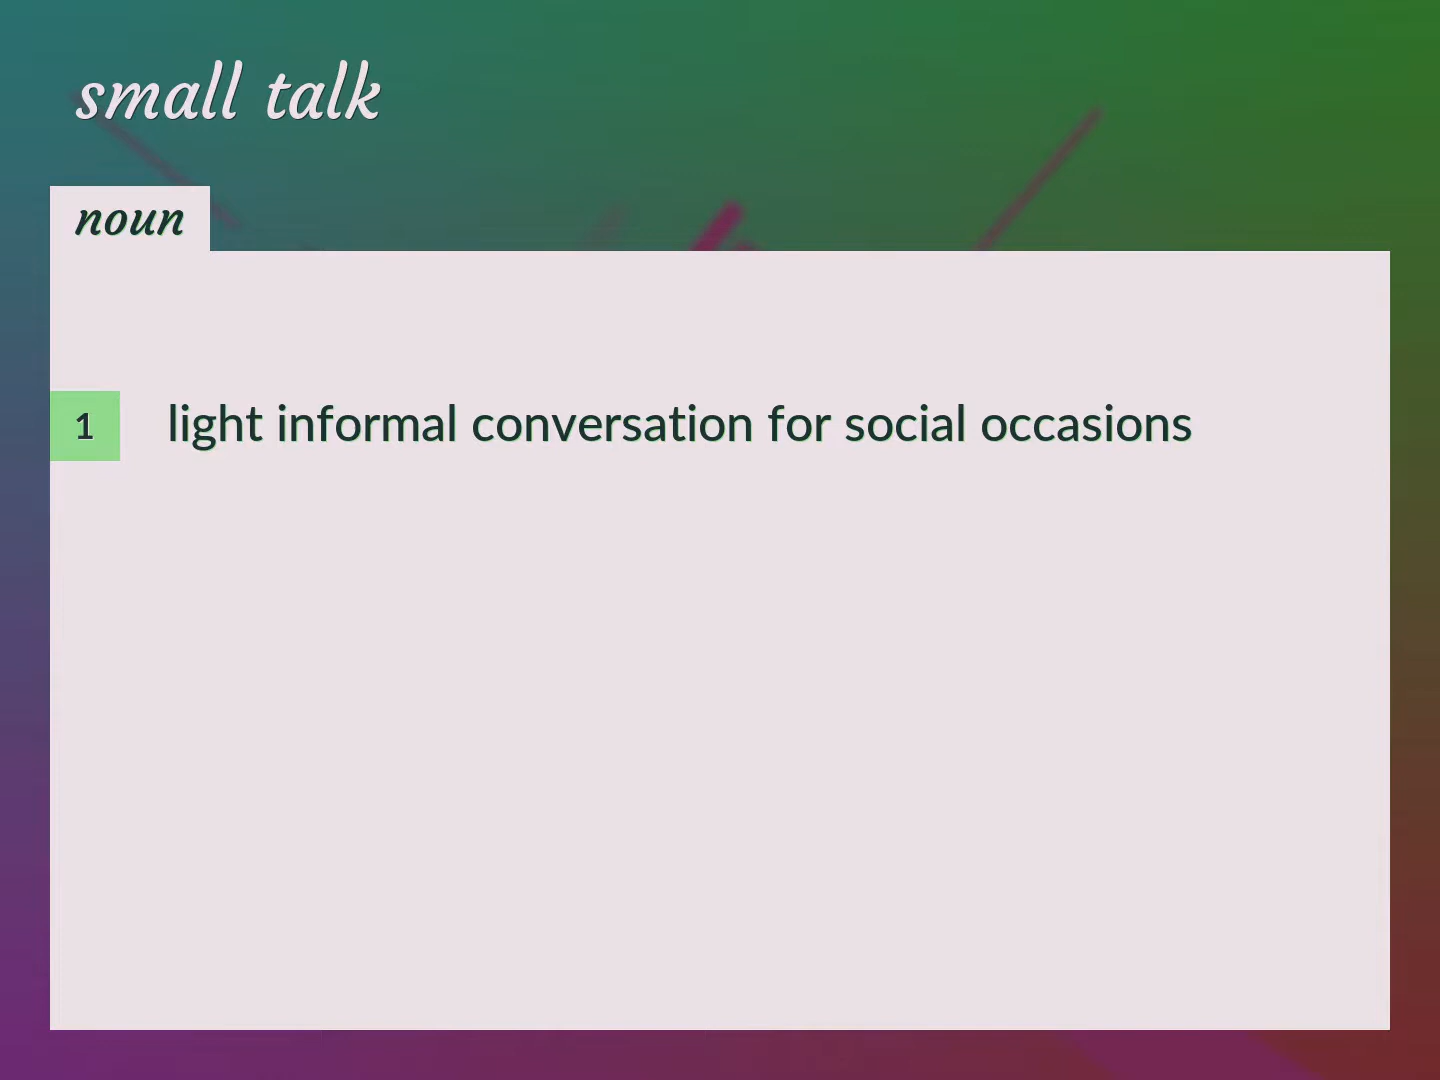 small talk
noun
1 light informal conversation for social occasions